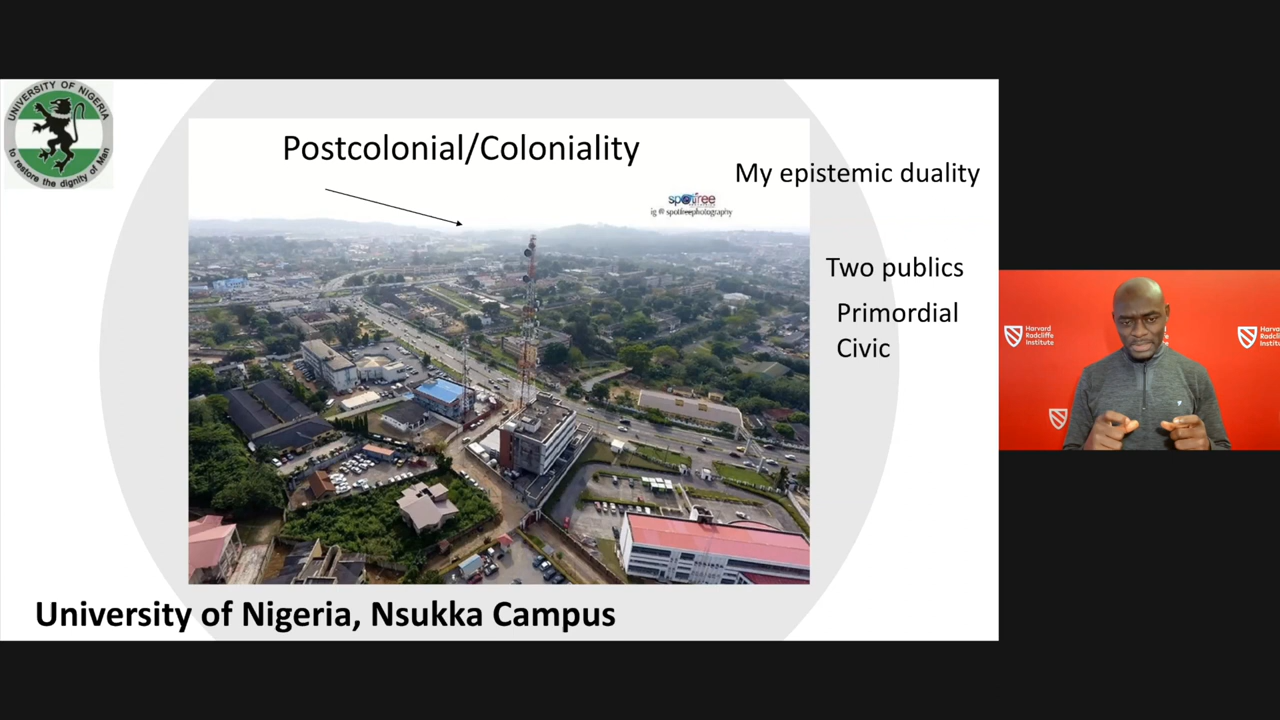 UNIVERSITY OF NIGERIA
to restore the dignity of Man
Postcolonial/Coloniality
My epistemic duality
spotfree
ig @ spotfreephotography
Two publics
Primordial
Civic
University of Nigeria, Nsukka Campus
Harvard
Radcliffe
Institute
Harvard
Radcliffe
Institute